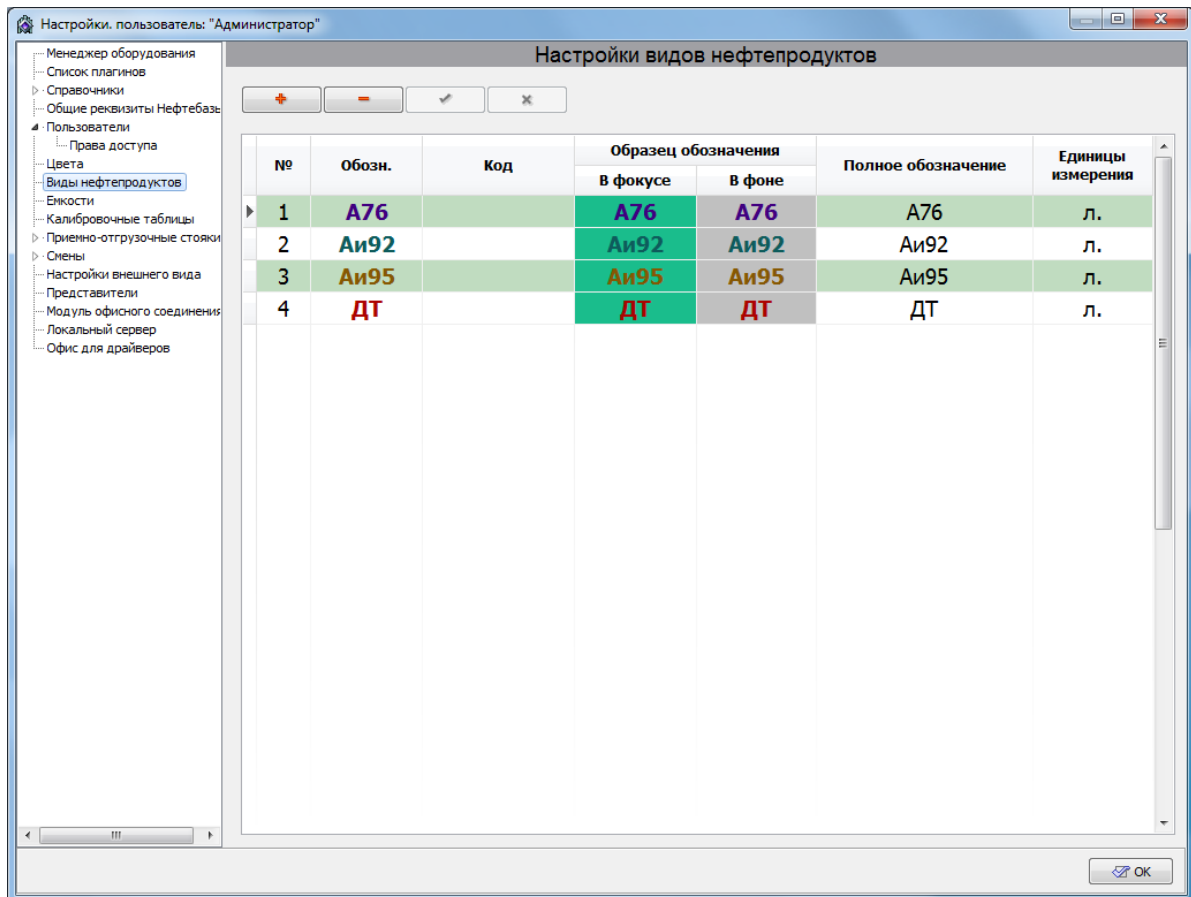 Настройки. пользователь: "Администратор"
Менеджер оборудования
Список плагинов
Справочники
Общие реквизиты Нефтебазь
Пользователи
Права доступа
Цвета
Виды нефтепродуктов
Емкости
Калибровочные таблицы
Приемно-отгрузочные стояки
Смены
Настройки внешнего вида
Представители
Модуль офисного соединения
Локальный сервер
Офис для драйверов
Настройки видов нефтепродуктов
№ Обозн. Код Образец обозначения Полное обозначение Единицы измерения
В фокусе В фоне
1 А76 А76 А76 А76 л.
2 Аи92 Аи92 Аи92 Аи92 л.
3 Аи95 Аи95 Аи95 Аи95 л.
4 ДТ ДТ ДТ ДТ л.
OK